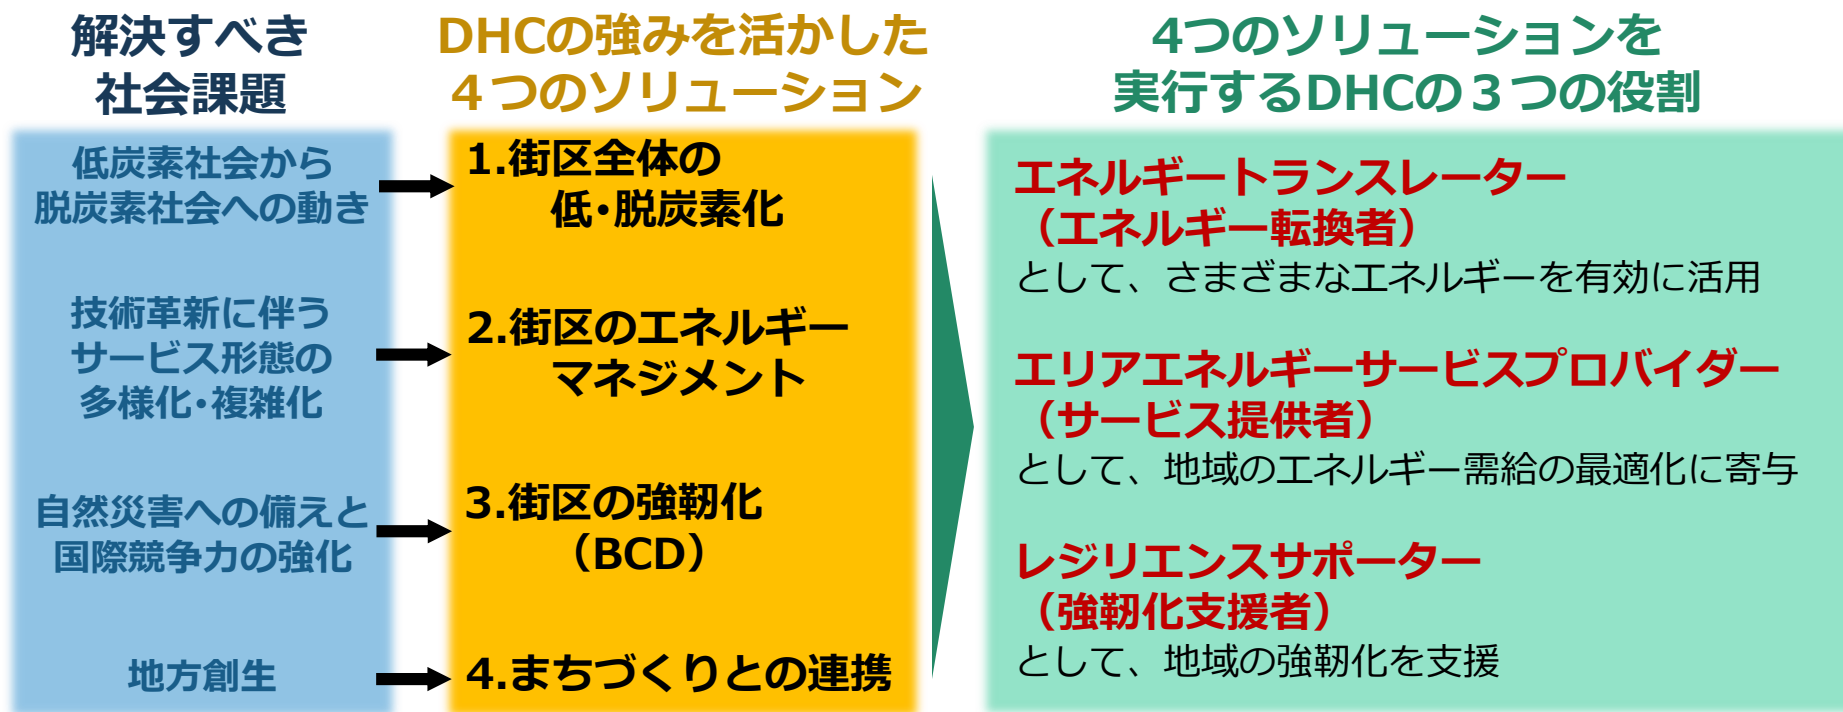 解決すべき
社会課題
低炭素社会から
脱炭素社会への動き
技術革新に伴う
サービス形態の
多様化・複雑化
自然災害への備えと
国際競争力の強化
地方創生
DHCの強みを活かした
４つのソリューション
1.街区全体の
低・脱炭素化
2.街区のエネルギー
マネジメント
3.街区の強靭化
（BCD）
4.まちづくりとの連携
4つのソリューションを
実行するDHCの３つの役割
エネルギートランスレーター
（エネルギー転換者）
として、さまざまなエネルギーを有効に活用
エリアエネルギーサービスプロバイダー
（サービス提供者）
として、地域のエネルギー需給の最適化に寄与
レジリエンスサポーター
（強靭化支援者）
として、地域の強靭化を支援